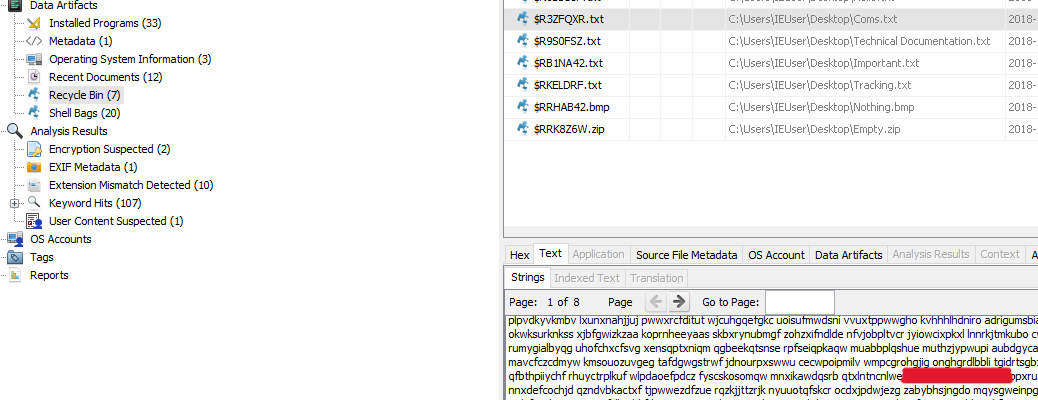 Data Artifacts
Installed Programs (33)
Metadata (1)
Operating System Information (3)
Recent Documents (12)
Recycle Bin (7)
Shell Bags (20)
Analysis Results
Encryption Suspected (2)
EXIF Metadata (1)
Extension Mismatch Detected (10)
Keyword Hits (107)
User Content Suspected (1)
OS Accounts
Tags
Reports
$R3ZFQXR.txt C:\Users\IEUser\Desktop\Coms.txt 2018-
$R9S0FSZ.txt C:\Users\IEUser\Desktop\Technical Documentation.txt 2018-
$RB1NA42.txt C:\Users\IEUser\Desktop\Important.txt 2018-
$RKELDRF.txt C:\Users\IEUser\Desktop\Tracking.txt 2018-
$RRHAB42.bmp C:\Users\IEUser\Desktop\Nothing.bmp 2018-
$RRK8Z6W.zip C:\Users\IEUser\Desktop\Empty.zip 2018-
Hex Text Application Source File Metadata OS Account Data Artifacts Analysis Results Context A
Strings Indexed Text Translation
Page: 1 of 8 Page Go to Page:
plpvdkyvkmbv lxunxnahjjuj pwwxrcfditut wjcuhgqefgkc uoisufmwdsni vvuxtppwwgho kvhhhlhdniro adrigumsbia
okwksurknkss xjbfgwizkzaa koprnheeyaas skbxrynubmgf zohzxifndlde nfvjobpltvcr jyiowcixpkxl lnnrkjtmkubo c
rumygialbyqg uhofchxcfsvg xensqptxniqm qgbeekqtsnse rpfseiqpkaqw muabbplqshue muthzjypwupi aubdgyca
mavcfczcdmyw kmsouozuvgeg tafdgwgstrwf jdnourpxswwu cecwpoipmilv wmpcgrohgjig onghgrdlbbli tgidrtsgb
qfbthpiiychf rhuyctrplkuf wlpdaoefpdcz fyscskosomqw mnxikawdqsrb qtxlntncnlwe ppxru
nnxdefcochjd qzndvbkactxf tjpwwezdfzue rqzkjjttzrjk nyuuotqfskcr ocdxjpdwjezg zabybhsjngdo mqysgweinpg